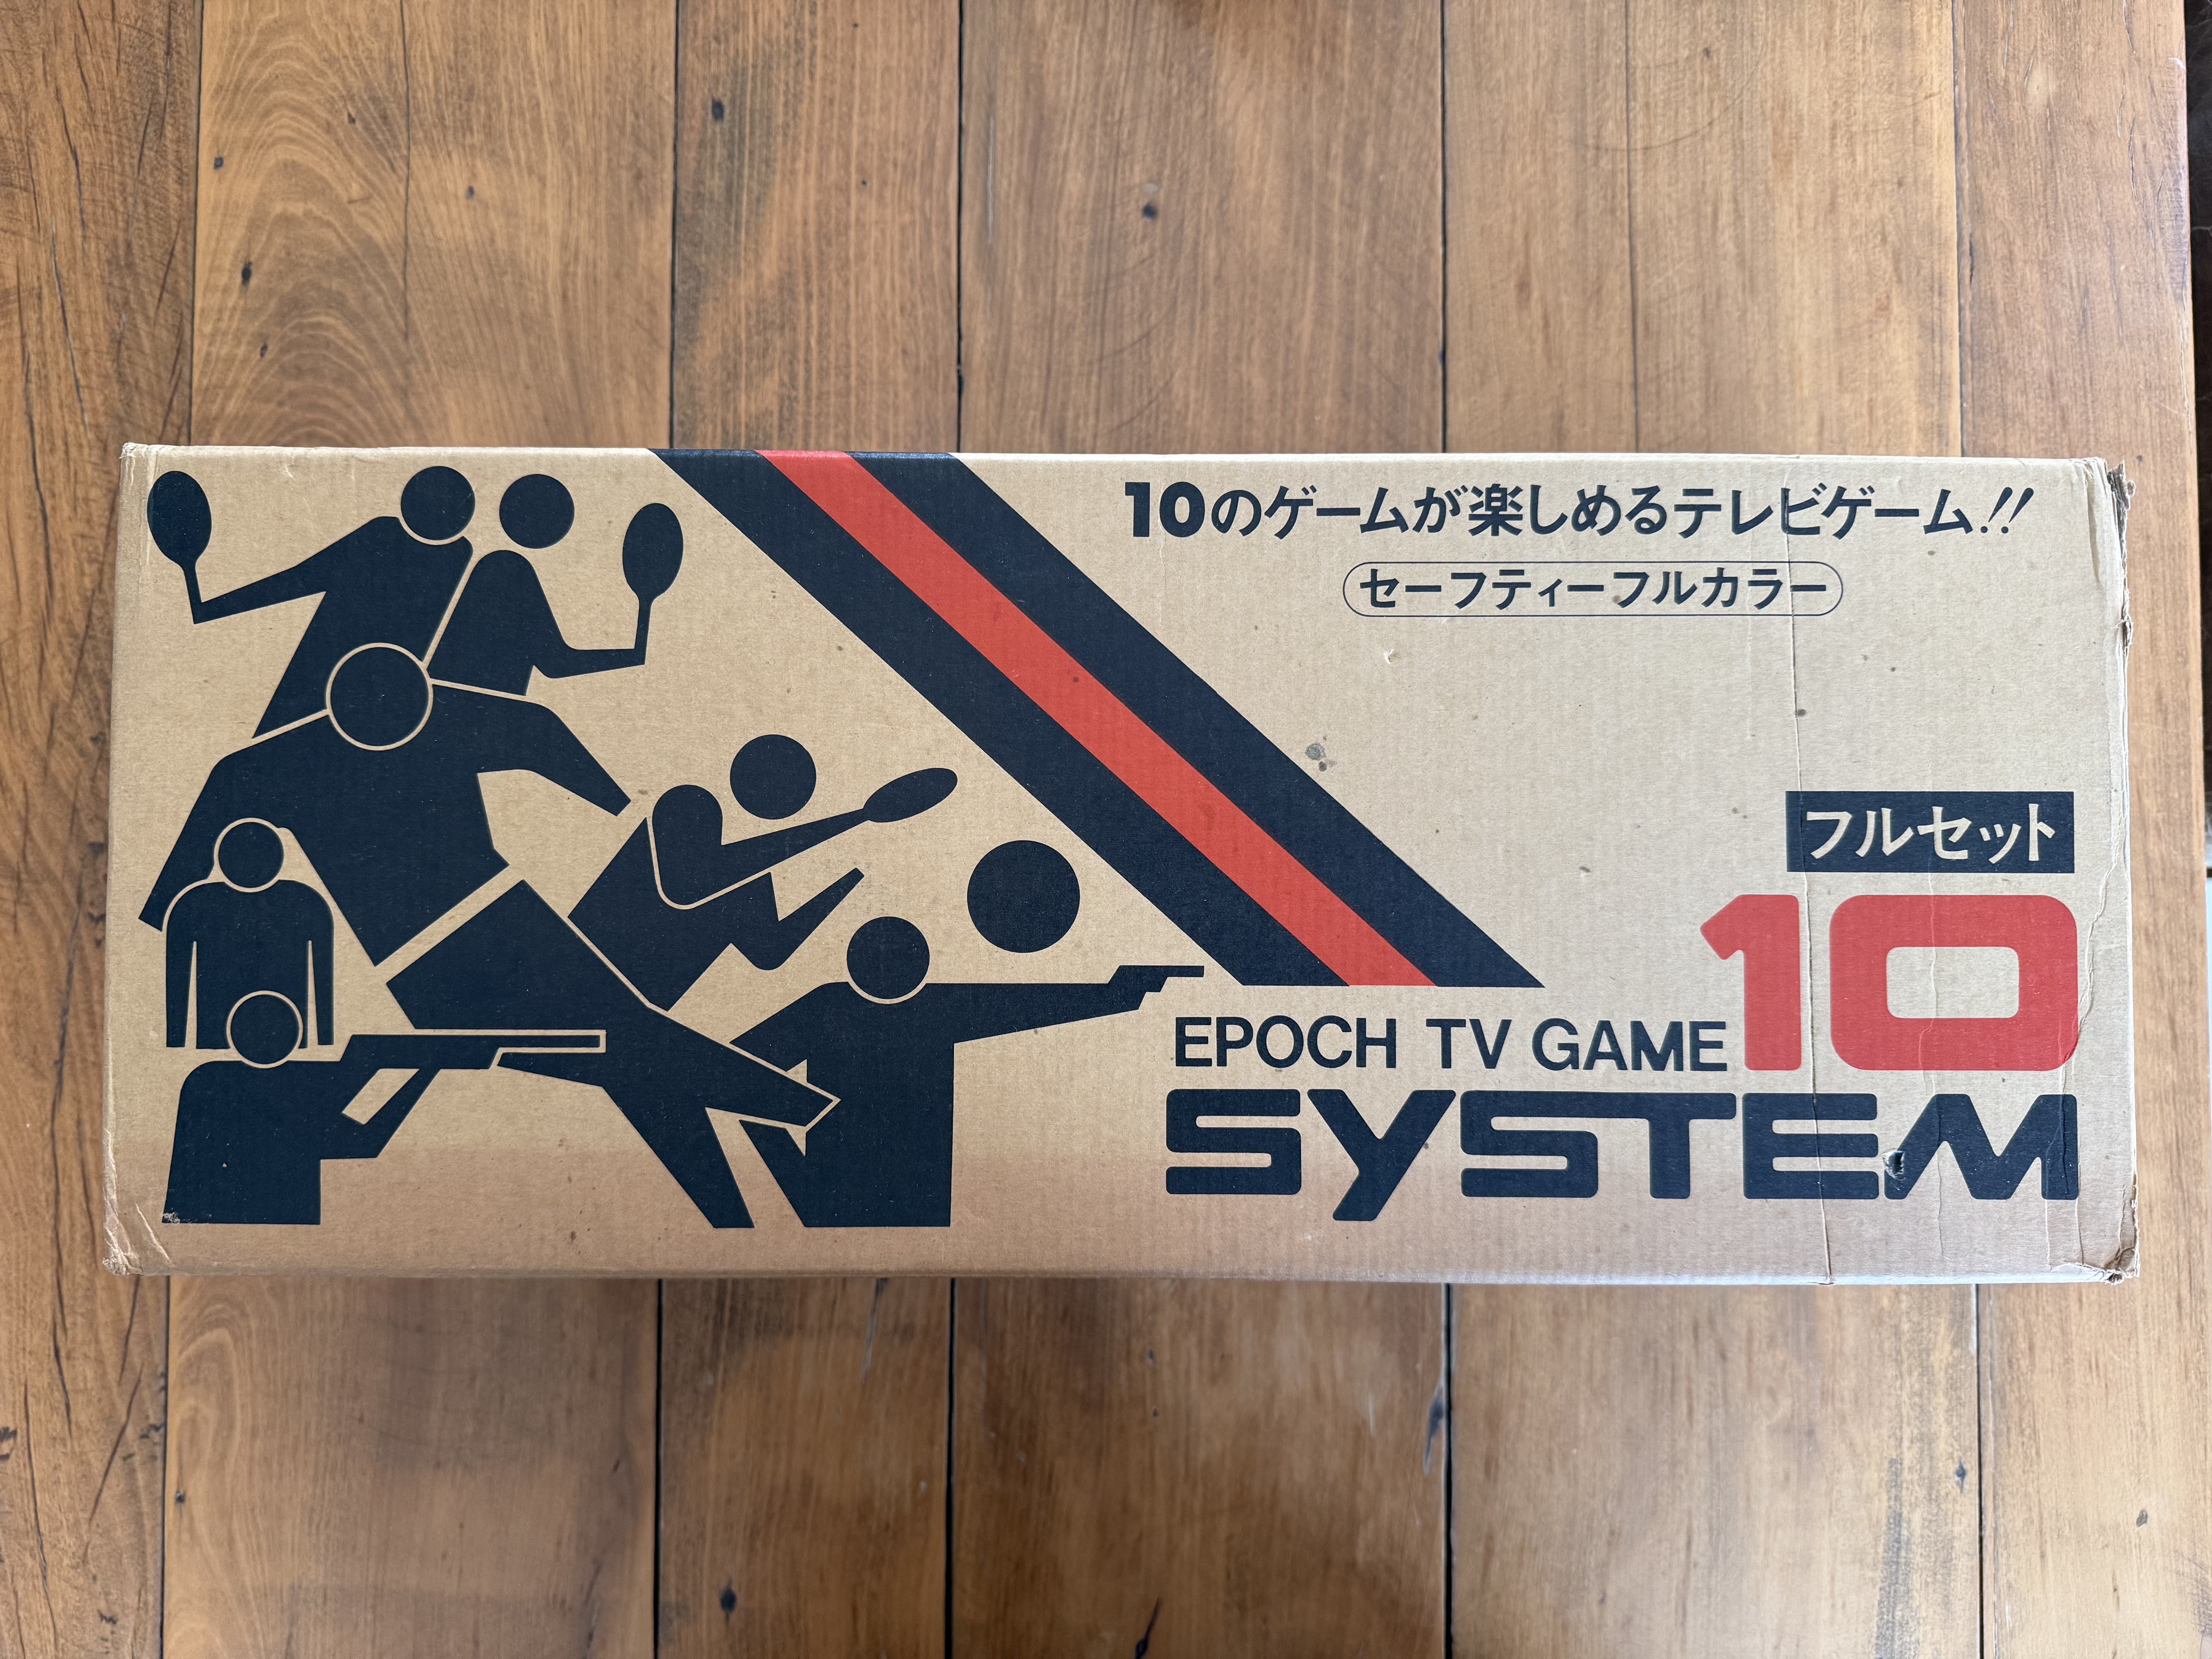 10のゲームが楽しめるテレビゲーム!!
セーフティーフルカラー
フルセット
EPOCH TV GAME 10
SYSTEM